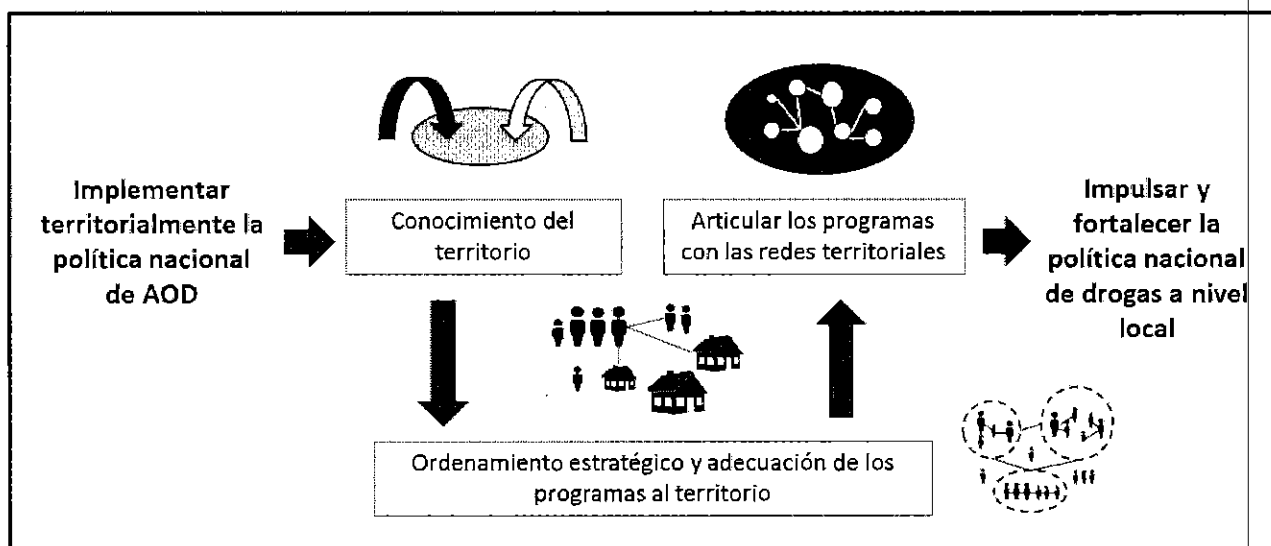 Implementar
territorialmente la
política nacional
de AOD
Conocimiento del
territorio
Articular los programas
con las redes territoriales
Impulsar y
fortalecer la
política nacional
de drogas a nivel
local
Ordenamiento estratégico y adecuación de los
programas al territorio